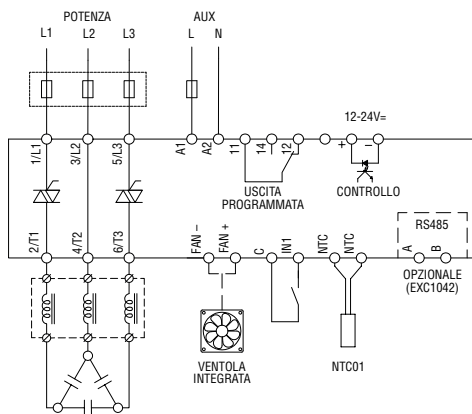 POTENZA AUX
L1 L2 L3 L N
12-24V=
1/L1 3/L2 5/L3 A1 A2 11 14 12 + –
USCITA
PROGRAMMATA
CONTROLLO
RS485
2/T1 4/T2 6/T3 FAN – FAN + C IN1 NTC NTC A B
OPZIONALE
(EXC1042)
VENTOLA
INTEGRATA
NTC01